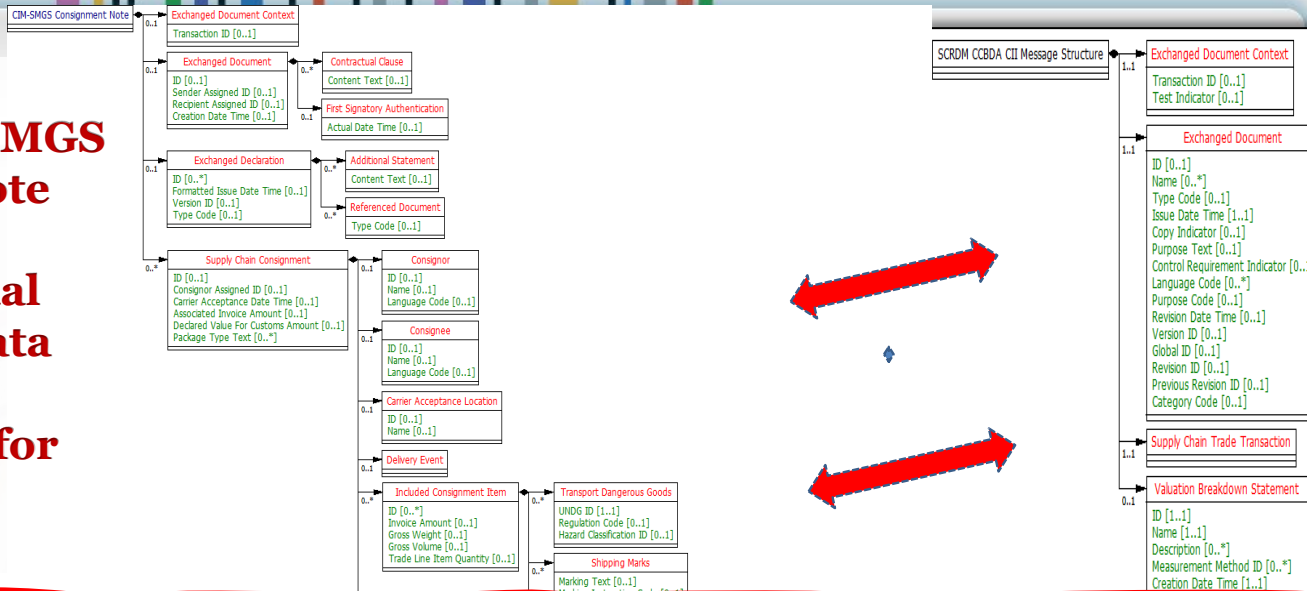 MGS
ote
al
ata
for
CIM-SMGS Consignment Note
0..1
Exchanged Document Context
Transaction ID [0..1]
0..1
Exchanged Document
ID [0..1]
Sender Assigned ID [0..1]
Recipient Assigned ID [0..1]
Creation Date Time [0..1]
0..*
Contractual Clause
Content Text [0..1]
0..1
First Signatory Authentication
Actual Date Time [0..1]
0..1
Exchanged Declaration
ID [0..*]
Formatted Issue Date Time [0..1]
Version ID [0..1]
Type Code [0..1]
0..*
Additional Statement
Content Text [0..1]
0..*
Referenced Document
Type Code [0..1]
0..*
Supply Chain Consignment
ID [0..1]
Consignor Assigned ID [0..1]
Carrier Acceptance Date Time [0..1]
Associated Invoice Amount [0..1]
Declared Value For Customs Amount [0..1]
Package Type Text [0..*]
0..1
Consignor
ID [0..1]
Name [0..1]
Language Code [0..1]
0..1
Consignee
ID [0..1]
Name [0..1]
Language Code [0..1]
0..1
Carrier Acceptance Location
ID [0..1]
Name [0..1]
0..1
Delivery Event
0..*
Included Consignment Item
ID [0..*]
Invoice Amount [0..1]
Gross Weight [0..1]
Gross Volume [0..1]
Trade Line Item Quantity [0..1]
0..*
Transport Dangerous Goods
UNDG ID [1..1]
Regulation Code [0..1]
Hazard Classification ID [0..1]
0..*
Shipping Marks
Marking Text [0..1]
SCRDM CCBDA CII Message Structure
1..1
Exchanged Document Context
Transaction ID [0..1]
Test Indicator [0..1]
1..1
Exchanged Document
ID [0..1]
Name [0..*]
Type Code [0..1]
Issue Date Time [1..1]
Copy Indicator [0..1]
Purpose Text [0..1]
Control Requirement Indicator [0..1
Language Code [0..*]
Purpose Code [0..1]
Revision Date Time [0..1]
Version ID [0..1]
Global ID [0..1]
Revision ID [0..1]
Previous Revision ID [0..1]
Category Code [0..1]
1..1
Supply Chain Trade Transaction
0..1
Valuation Breakdown Statement
ID [1..1]
Name [1..1]
Description [0..*]
Measurement Method ID [0..*]
Creation Date Time [1..1]